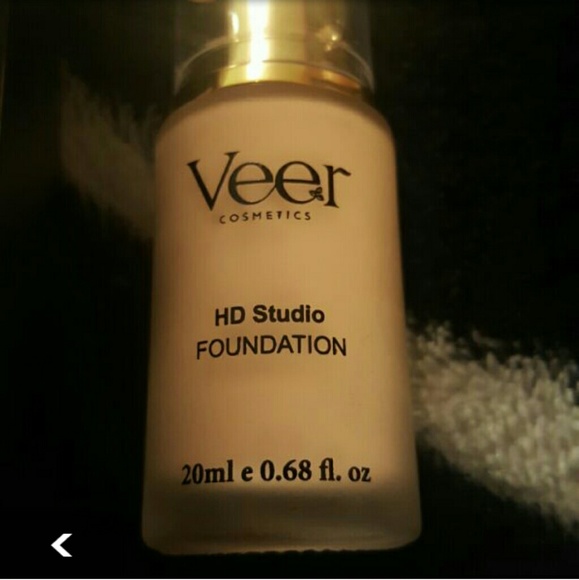 Veer
COSMETICS
HD Studio
FOUNDATION
20ml e 0.68 fl. oz